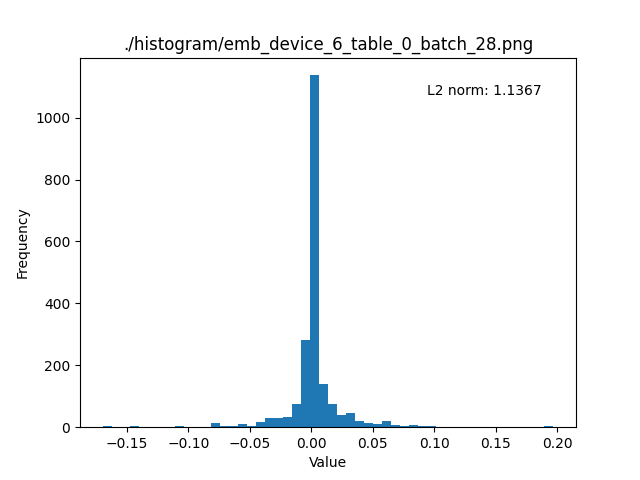 ./histogram/emb_device_6_table_0_batch_28.png
L2 norm: 1.1367
1000
800
600
400
200
0
Frequency
−0.15 −0.10 −0.05 0.00 0.05 0.10 0.15 0.20
Value